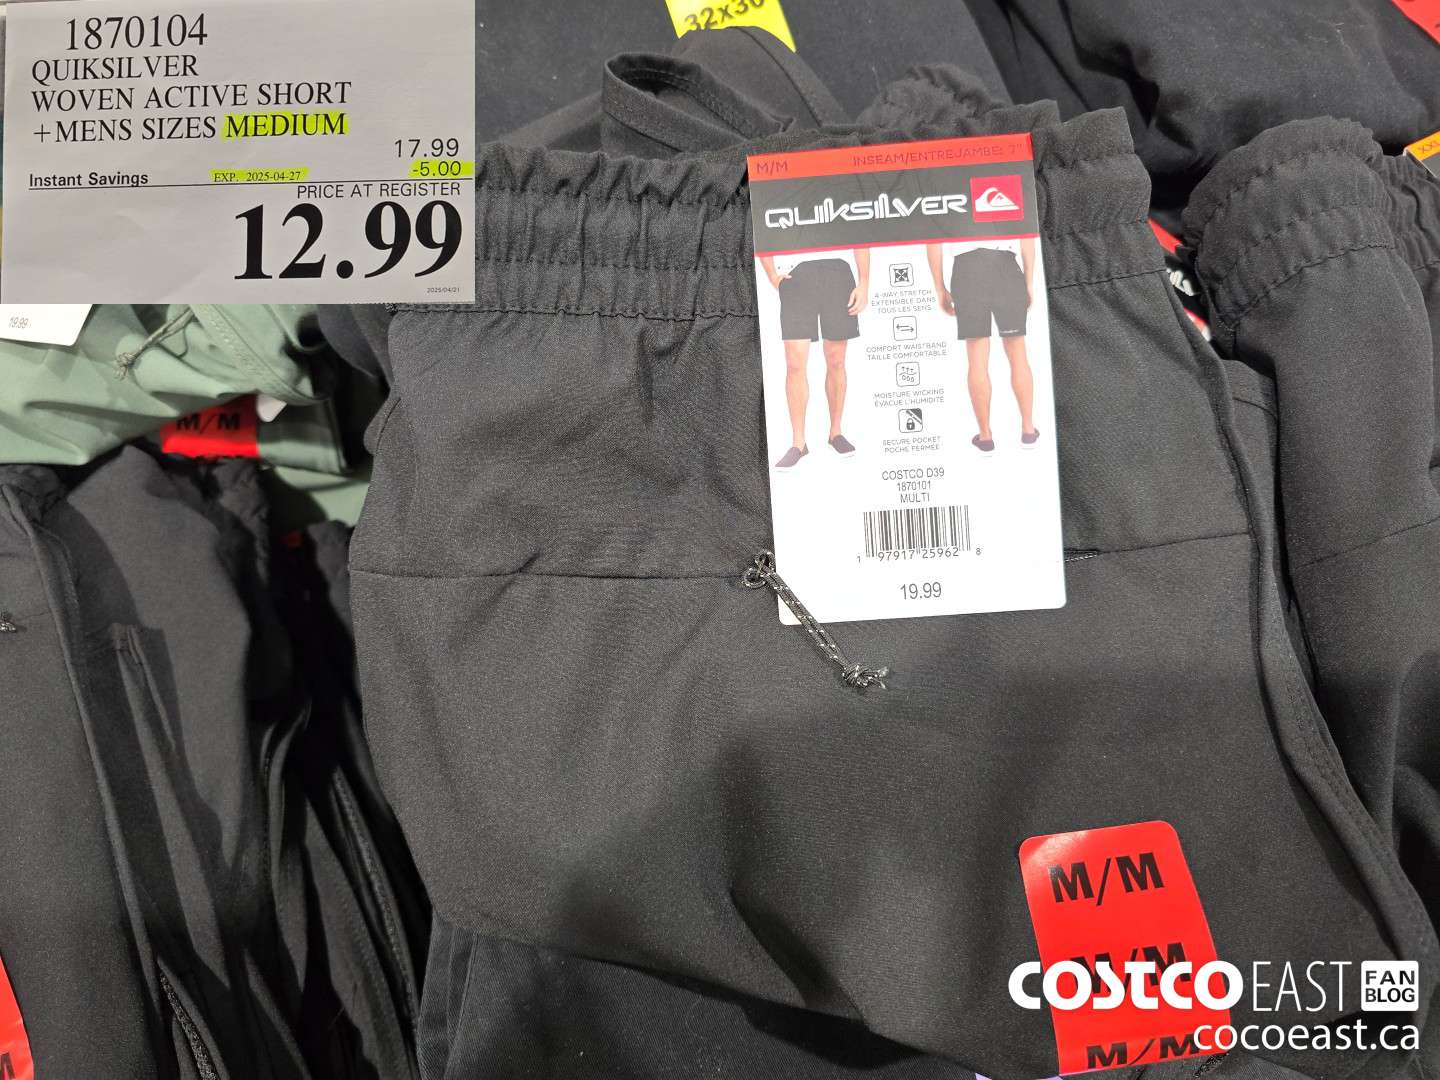 1870104
QUIKSILVER
WOVEN ACTIVE SHORT
+MENS SIZES MEDIUM
17.99
Instant Savings EXP. 2025-04-27 -5.00
PRICE AT REGISTER
12.99
2025/04/21
32x30
19.99
M/M
M/M INSEAM/ENTREJAMBE: 7"
QUIKSILVER
4-WAY STRETCH
EXTENSIBLE DANS
TOUS LES SENS
COMFORT WAISTBAND
TAILLE COMFORTABLE
MOISTURE WICKING
ÉVACUE L'HUMIDITÉ
SECURE POCKET
POCHE FERMÉE
COSTCO D39
1870101
MULTI
1 97917 25962 8
19.99
M/M
M/M
M/M
COSTCO EAST FAN BLOG
cocoeast.ca